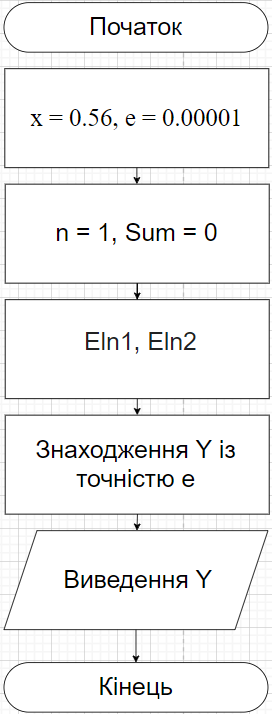 Початок
x = 0.56, e = 0.00001
n = 1, Sum = 0
Eln1, Eln2
Знаходження Y із
точністю e
Виведення Y
Кінець